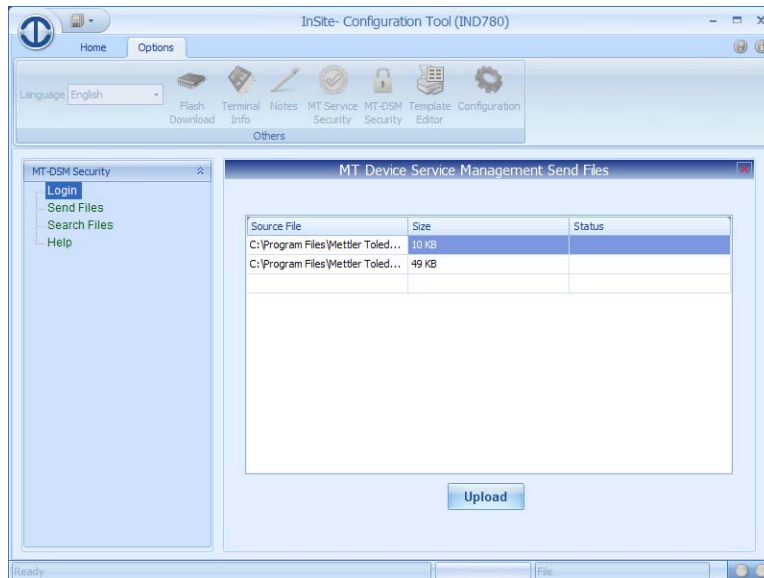 InSite- Configuration Tool (IND780)
Home Options
Language English
Flash Download
Terminal Info
Notes
MT Service Security
MT-DSM Security
Template Editor
Configuration
Others
MT-DSM Security
Login
Send Files
Search Files
Help
MT Device Service Management Send Files
Source File Size Status
C:\Program Files\Mettler Toled... 10 KB
C:\Program Files\Mettler Toled... 49 KB
Upload
Ready File